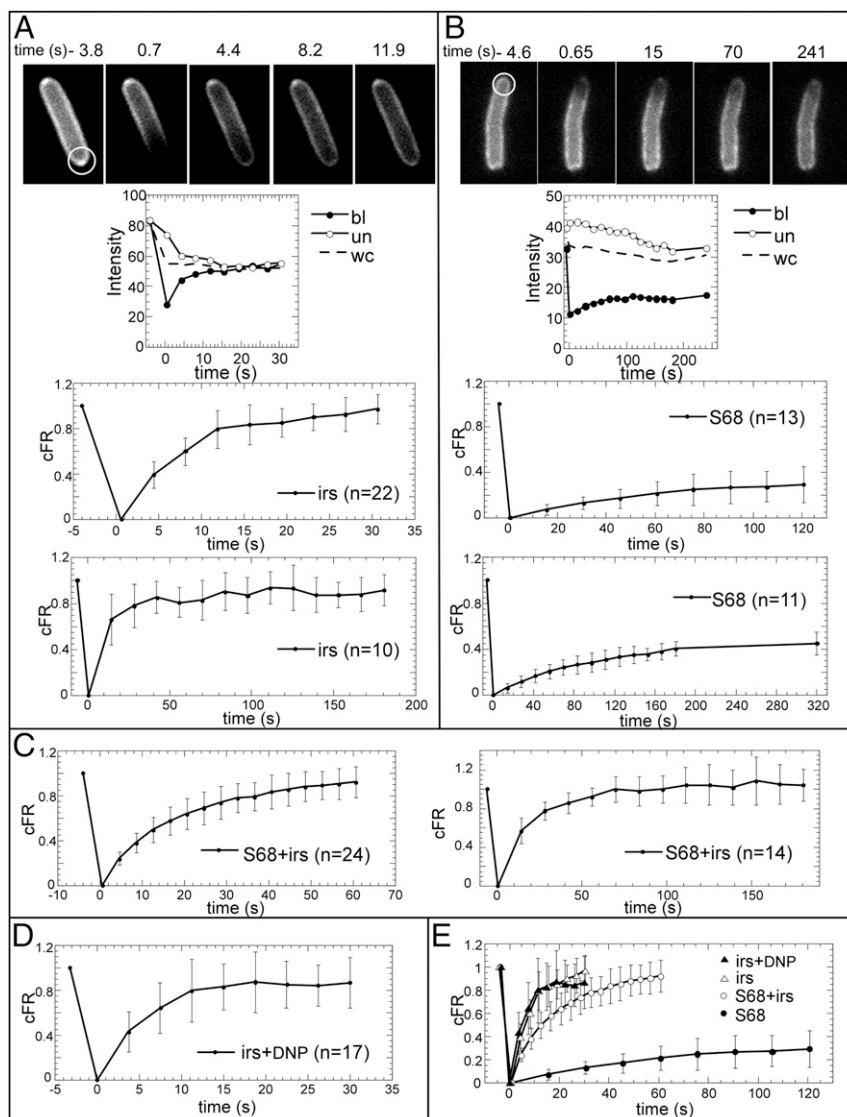 A
time (s)- 3.8 0.7 4.4 8.2 11.9
100
80
60
40
20
0
Intensity
0 10 20 30
time (s)
bl
un
wc
1.2
0.8
0.4
0
cFR
irs (n=22)
-5 0 5 10 15 20 25 30 35
time (s)
1.2
0.8
0.4
0
cFR
irs (n=10)
0 50 100 150 200
time (s)
B
time (s)- 4.6 0.65 15 70 241
50
40
30
20
10
0
Intensity
0 100 200
time (s)
bl
un
wc
1.2
0.8
0.4
0
cFR
S68 (n=13)
0 20 40 60 80 100 120
time (s)
1.2
0.8
0.4
0
cFR
S68 (n=11)
0 40 80 120 160 200 240 280 320
time (s)
C
1.2
0.8
0.4
0
cFR
S68+irs (n=24)
-10 0 10 20 30 40 50 60 70
time (s)
1.2
0.8
0.4
0
cFR
S68+irs (n=14)
0 50 100 150
time (s)
D
1.2
0.8
0.4
0
cFR
irs+DNP (n=17)
-5 0 5 10 15 20 25 30 35
time (s)
E
1.2
1
0.8
0.6
0.4
0.2
0
cFR
irs+DNP
irs
S68+irs
S68
0 20 40 60 80 100 120
time (s)